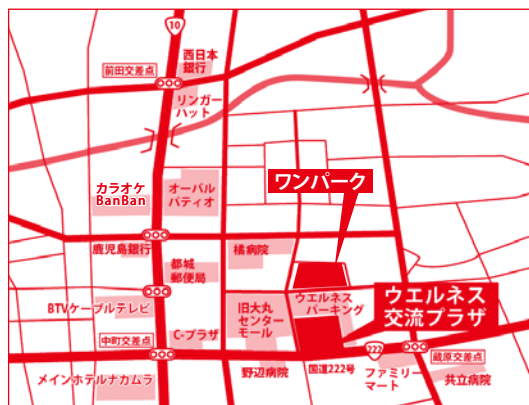 10
西日本
銀行
前田交差点
リンガー
ハット
ワンパーク
カラオケ
BanBan
オーバル
パティオ
鹿児島銀行
橘病院
都城
郵便局
BTVケーブルテレビ
旧大丸
センター
モール
ウエルネス
パーキング
ウエルネス
交流プラザ
中町交差点
C-プラザ
野辺病院
国道222号
222
蔵原交差点
メインホテルナカムラ
ファミリー
マート
共立病院